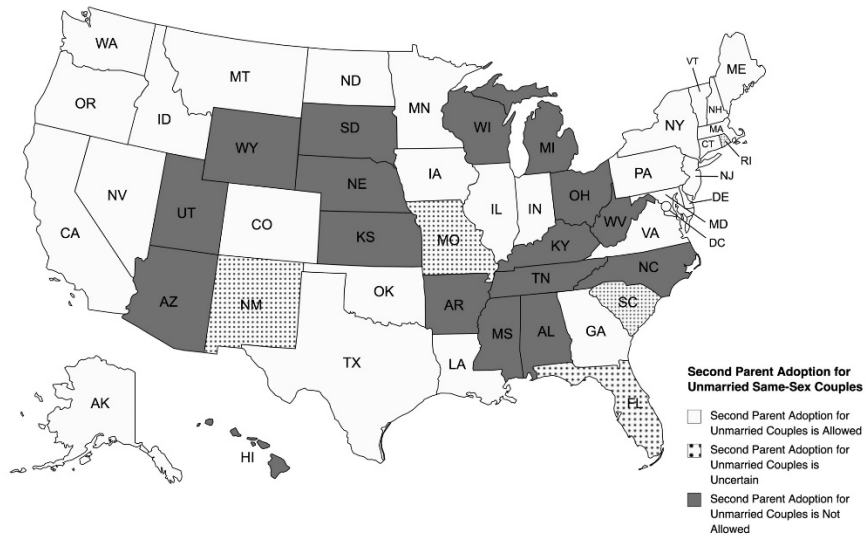 WA
MT
ND
MN
VT
ME
OR
ID
SD
WI
MI
NY
NH
MA
CT
RI
WY
NE
IA
PA
NJ
NV
UT
CO
IL
IN
OH
DE
MD
DC
WV
VA
CA
KS
MO
KY
AZ
NM
OK
AR
TN
NC
SC
MS
AL
GA
TX
LA
FL
AK
HI
Second Parent Adoption for
Unmarried Same-Sex Couples
Second Parent Adoption for
Unmarried Couples is Allowed
Second Parent Adoption for
Unmarried Couples is
Uncertain
Second Parent Adoption for
Unmarried Couples is Not
Allowed